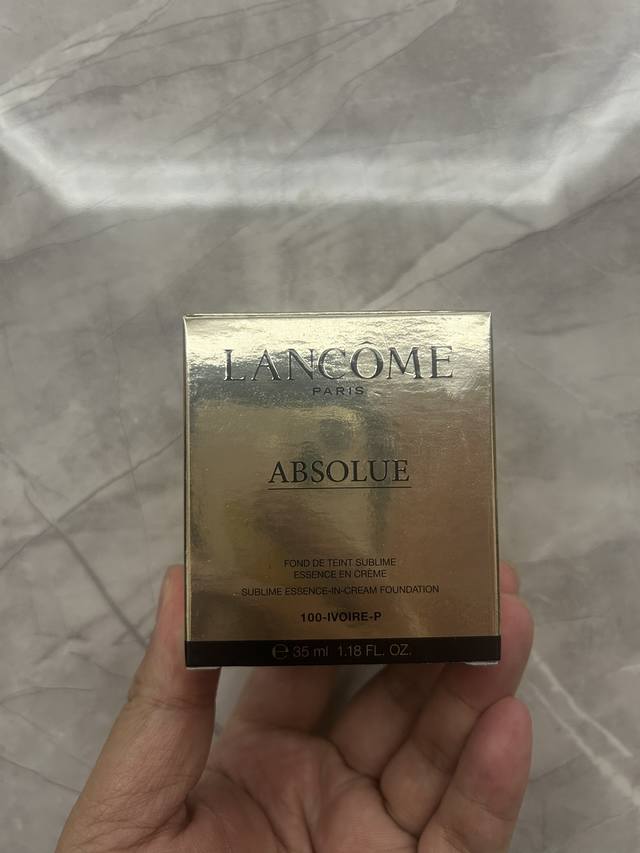 LANCÔME
PARIS
ABSOLUE
FOND DE TEINT SUBLIME
ESSENCE EN CRÈME
SUBLIME ESSENCE-IN-CREAM FOUNDATION
100-IVOIRE-P
℮ 35 ml 1.18 FL. OZ.